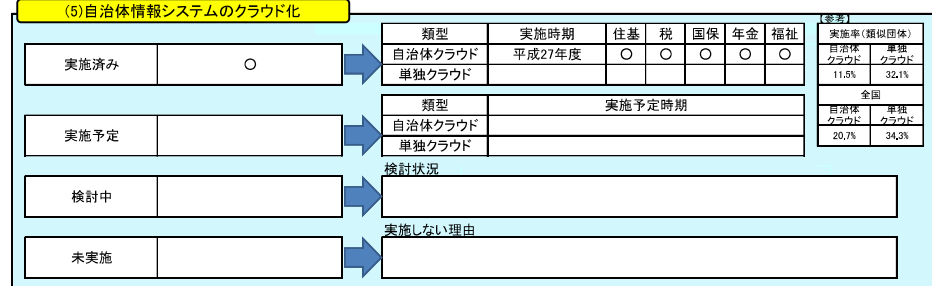 (5)自治体情報システムのクラウド化
実施済み ○
類型 実施時期 住基 税 国保 年金 福祉
自治体クラウド 平成27年度 ○ ○ ○ ○ ○
単独クラウド
【参考】
実施率(類似団体)
自治体クラウド 単独クラウド
11.5% 32.1%
全国
自治体クラウド 単独クラウド
20.7% 34.3%
実施予定
類型 実施予定時期
自治体クラウド
単独クラウド
検討中
検討状況
未実施
実施しない理由